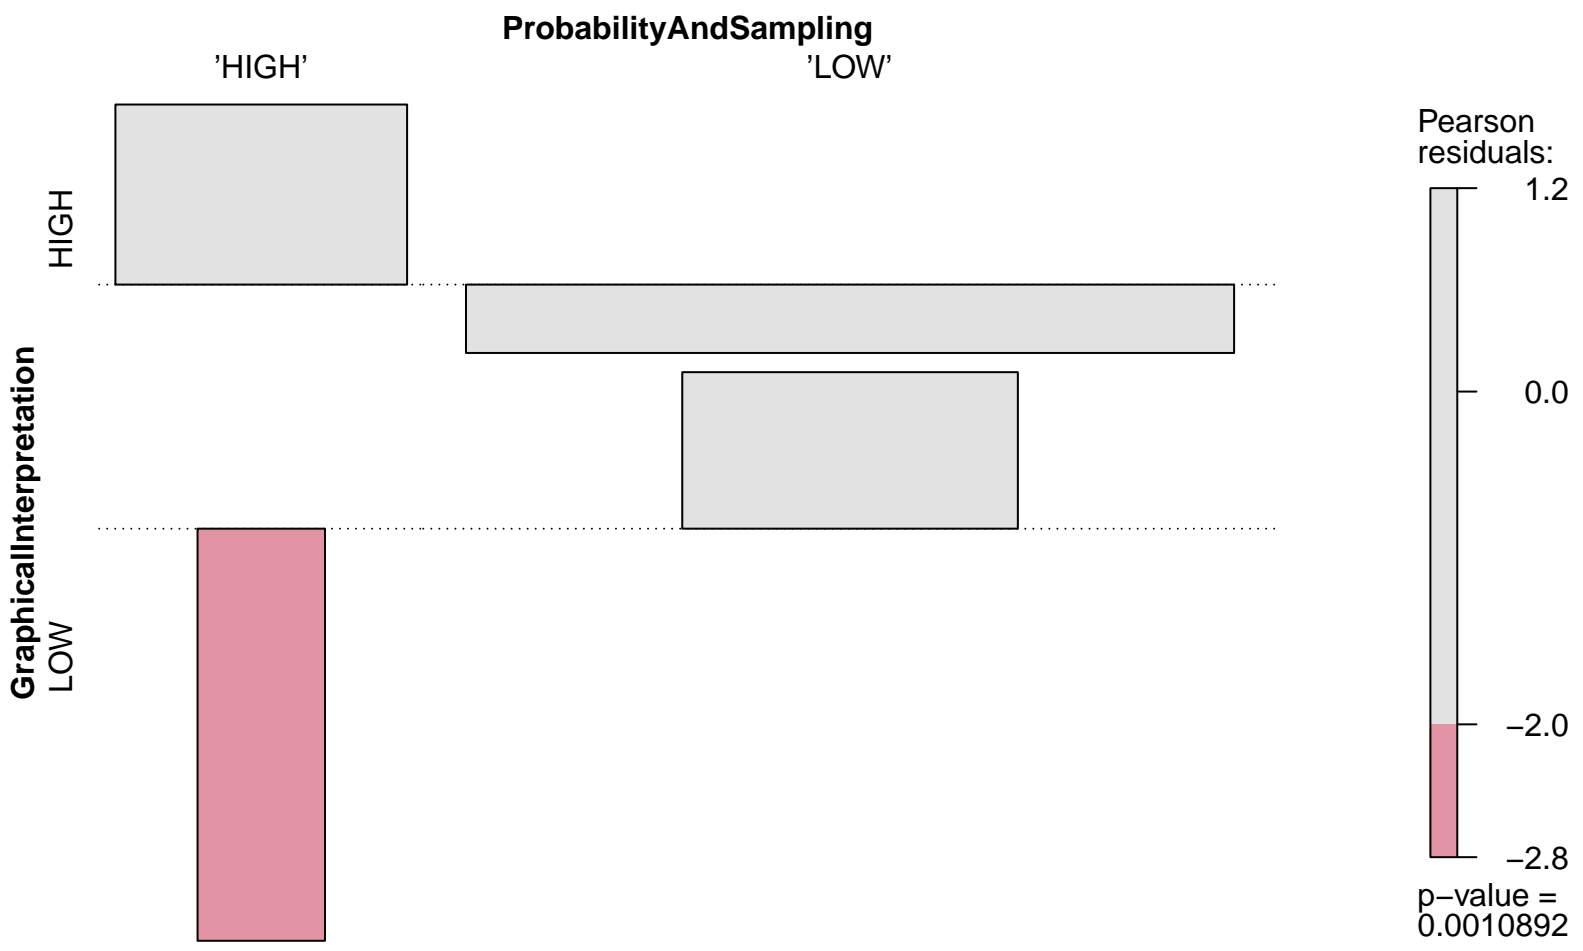 ProbabilityAndSampling
’HIGH’ ’LOW’
GraphicalInterpretation
HIGH
LOW
Pearson
residuals:
1.2
0.0
−2.0
−2.8
p−value =
0.0010892